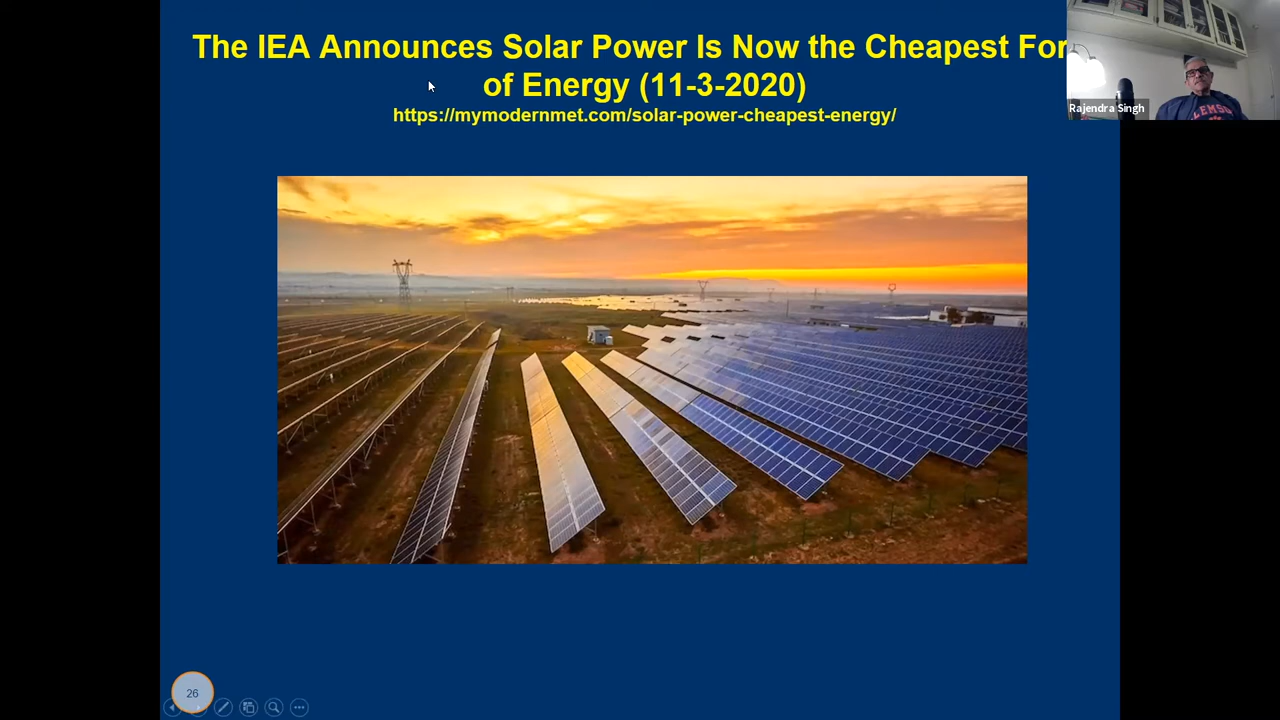 The IEA Announces Solar Power Is Now the Cheapest For
of Energy (11-3-2020)
https://mymodernmet.com/solar-power-cheapest-energy/
Rajendra Singh
26